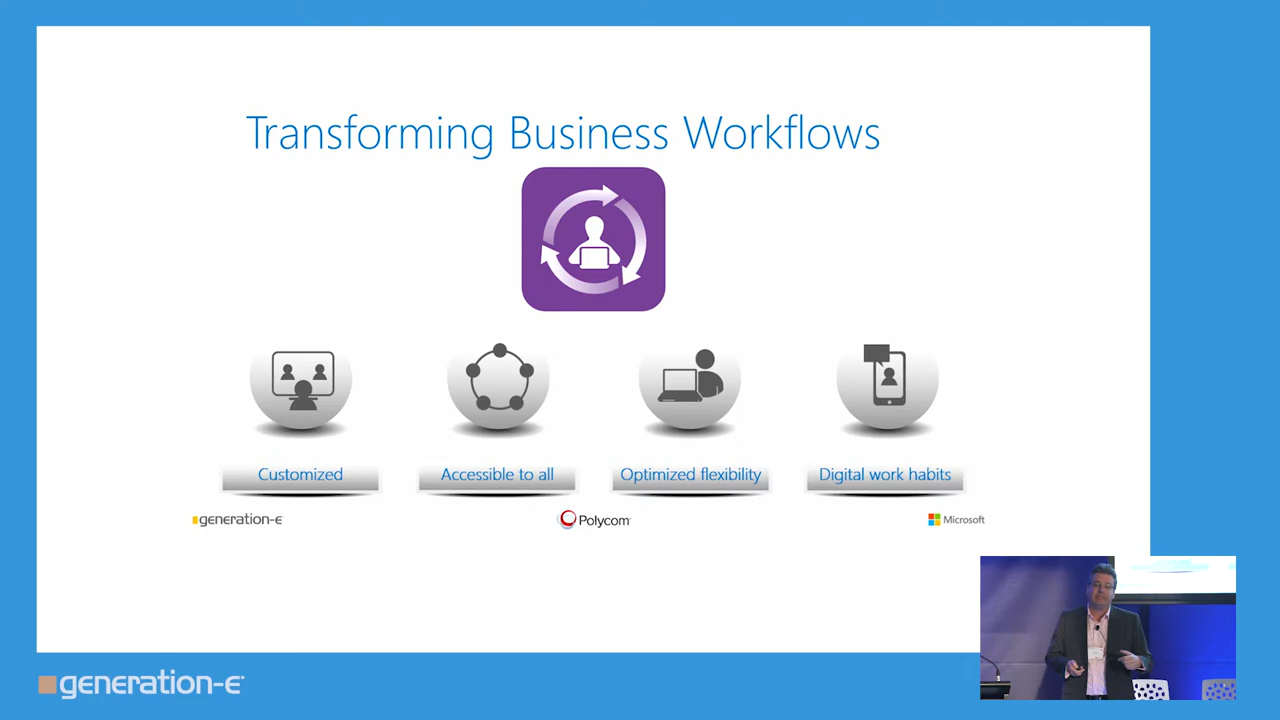 Transforming Business Workflows
Customized
Accessible to all
Optimized flexibility
Digital work habits
generation-e
Polycom
Microsoft
generation-e